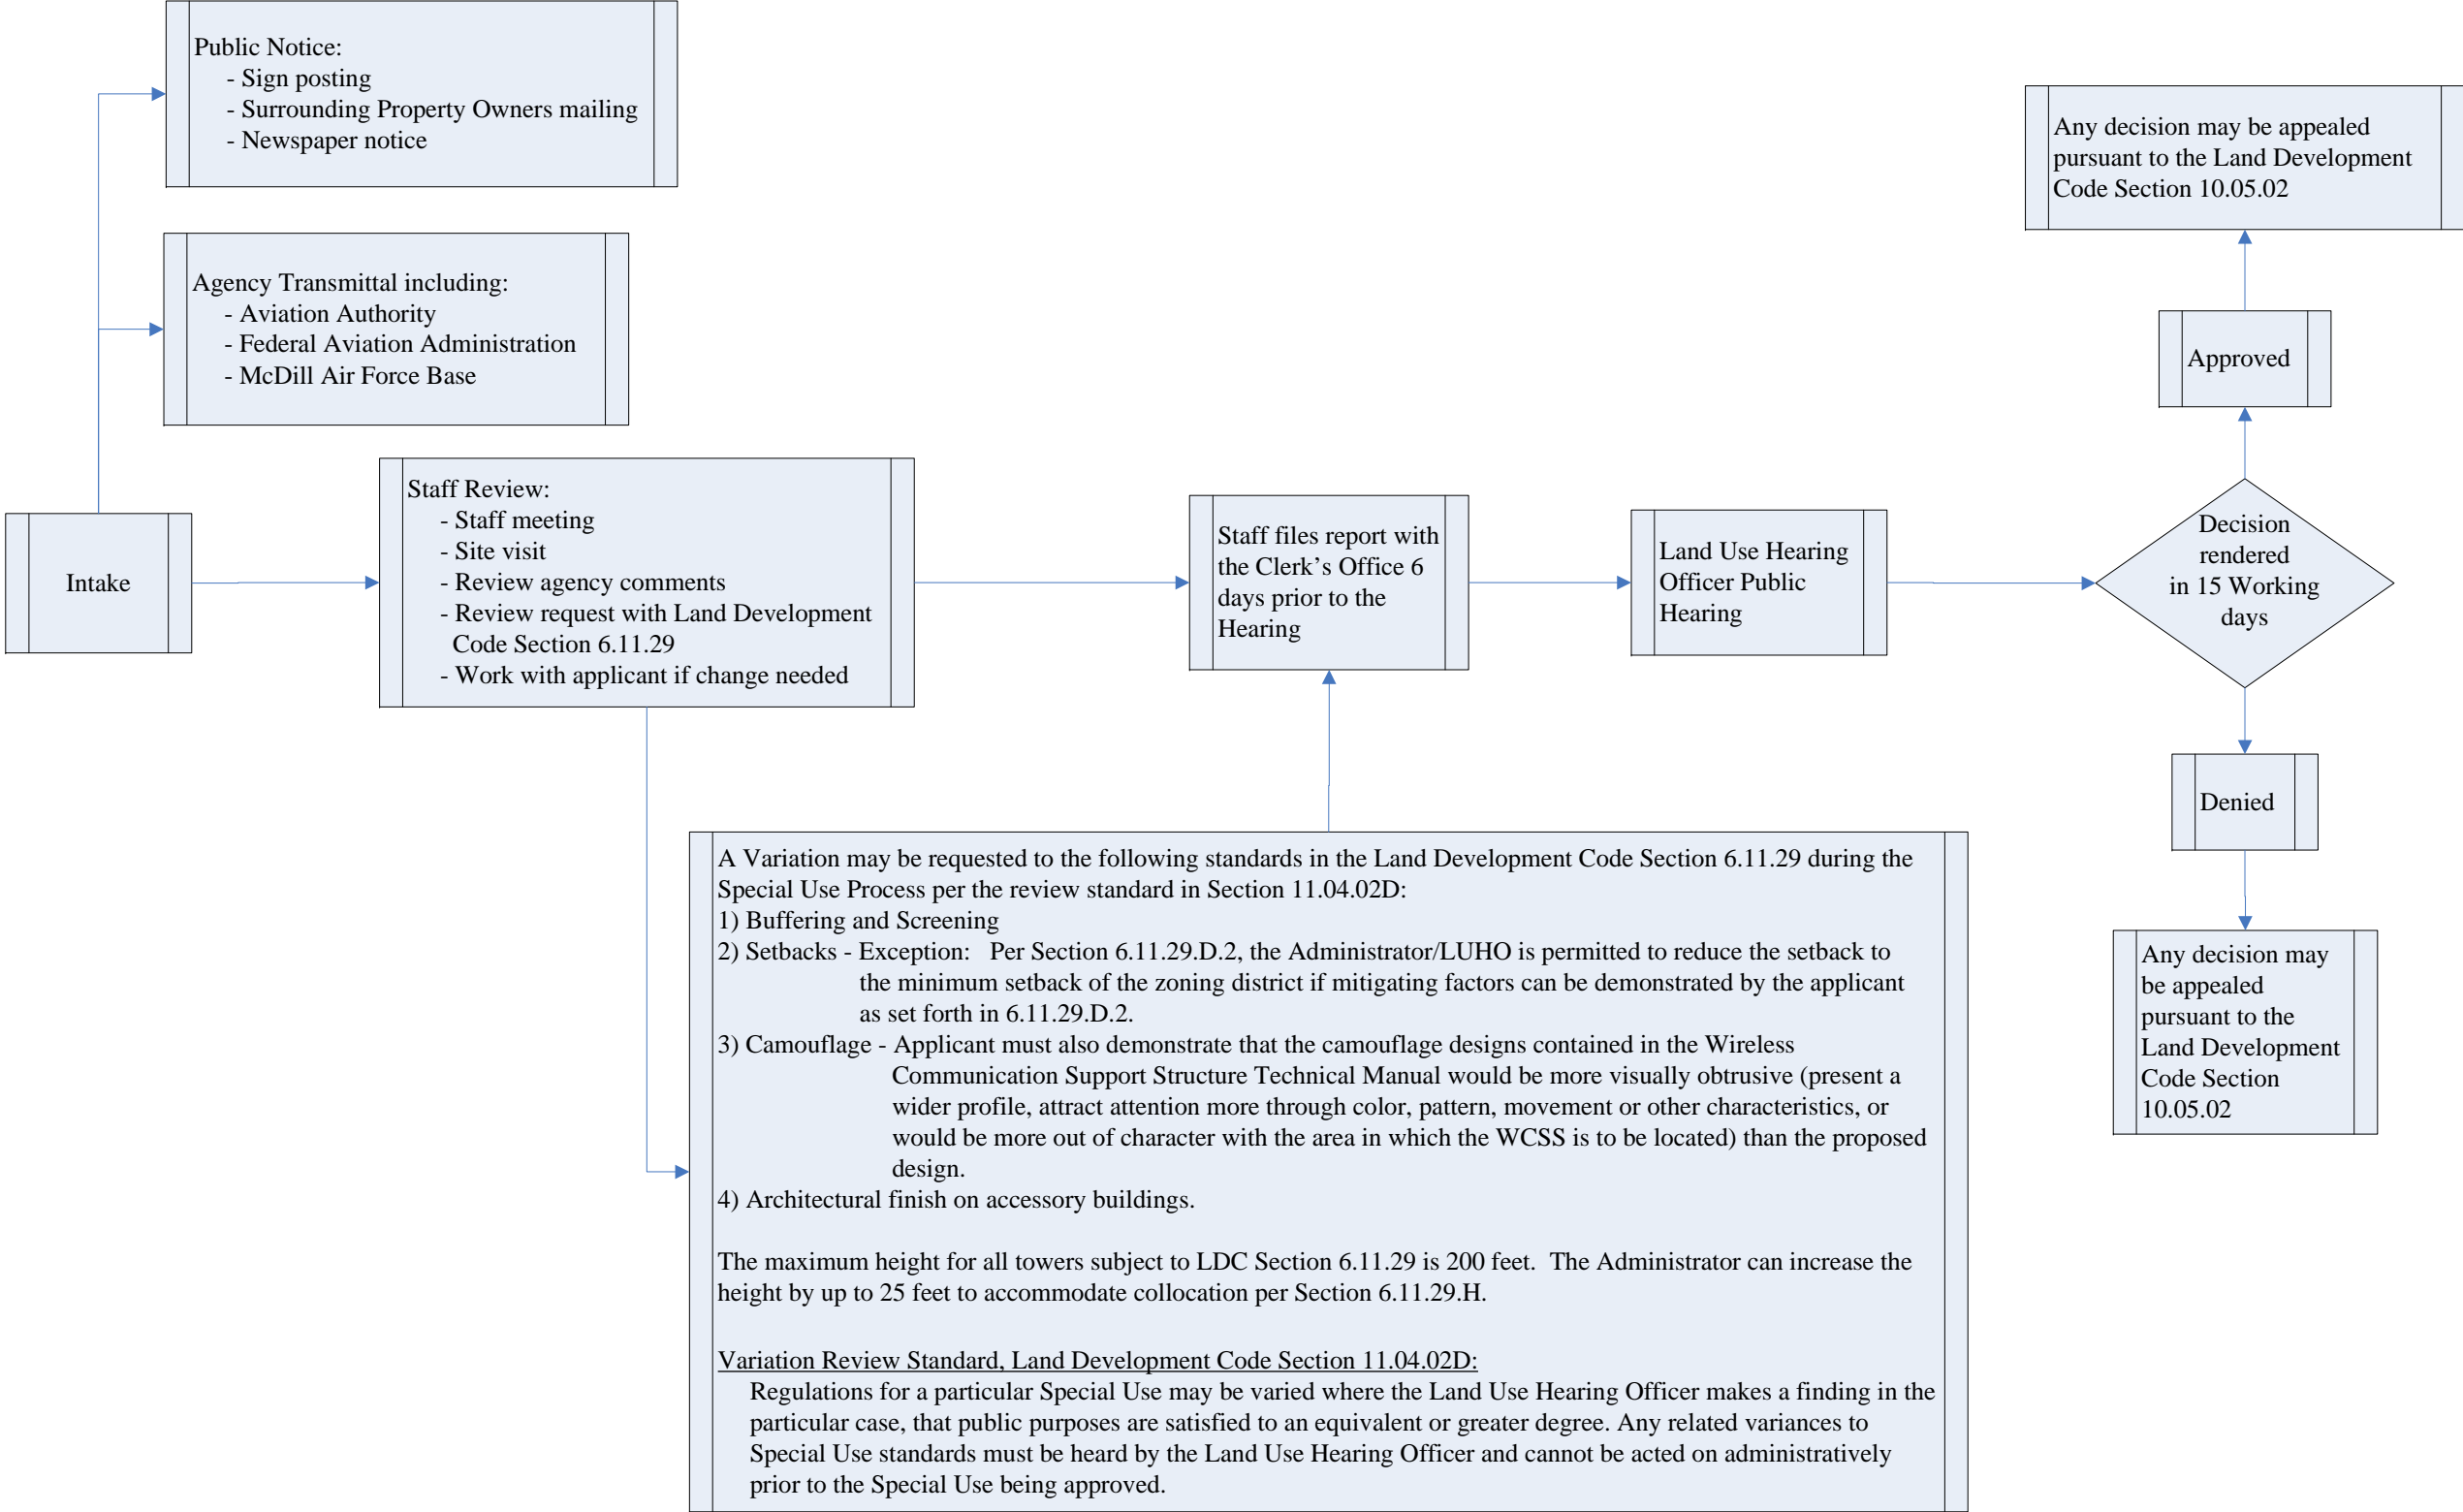 Public Notice:
- Sign posting
- Surrounding Property Owners mailing
- Newspaper notice
Agency Transmittal including:
- Aviation Authority
- Federal Aviation Administration
- McDill Air Force Base
Intake
Staff Review:
- Staff meeting
- Site visit
- Review agency comments
- Review request with Land Development
Code Section 6.11.29
- Work with applicant if change needed
A Variation may be requested to the following standards in the Land Development Code Section 6.11.29 during the
Special Use Process per the review standard in Section 11.04.02D:
1) Buffering and Screening
2) Setbacks - Exception: Per Section 6.11.29.D.2, the Administrator/LUHO is permitted to reduce the setback to
the minimum setback of the zoning district if mitigating factors can be demonstrated by the applicant
as set forth in 6.11.29.D.2.
3) Camouflage - Applicant must also demonstrate that the camouflage designs contained in the Wireless
Communication Support Structure Technical Manual would be more visually obtrusive (present a
wider profile, attract attention more through color, pattern, movement or other characteristics, or
would be more out of character with the area in which the WCSS is to be located) than the proposed
design.
4) Architectural finish on accessory buildings.
The maximum height for all towers subject to LDC Section 6.11.29 is 200 feet. The Administrator can increase the
height by up to 25 feet to accommodate collocation per Section 6.11.29.H.
Variation Review Standard, Land Development Code Section 11.04.02D:
Regulations for a particular Special Use may be varied where the Land Use Hearing Officer makes a finding in the
particular case, that public purposes are satisfied to an equivalent or greater degree. Any related variances to
Special Use standards must be heard by the Land Use Hearing Officer and cannot be acted on administratively
prior to the Special Use being approved.
Staff files report with
the Clerk’s Office 6
days prior to the
Hearing
Land Use Hearing
Officer Public
Hearing
Decision
rendered
in 15 Working
days
Approved
Any decision may be appealed
pursuant to the Land Development
Code Section 10.05.02
Denied
Any decision may
be appealed
pursuant to the
Land Development
Code Section
10.05.02